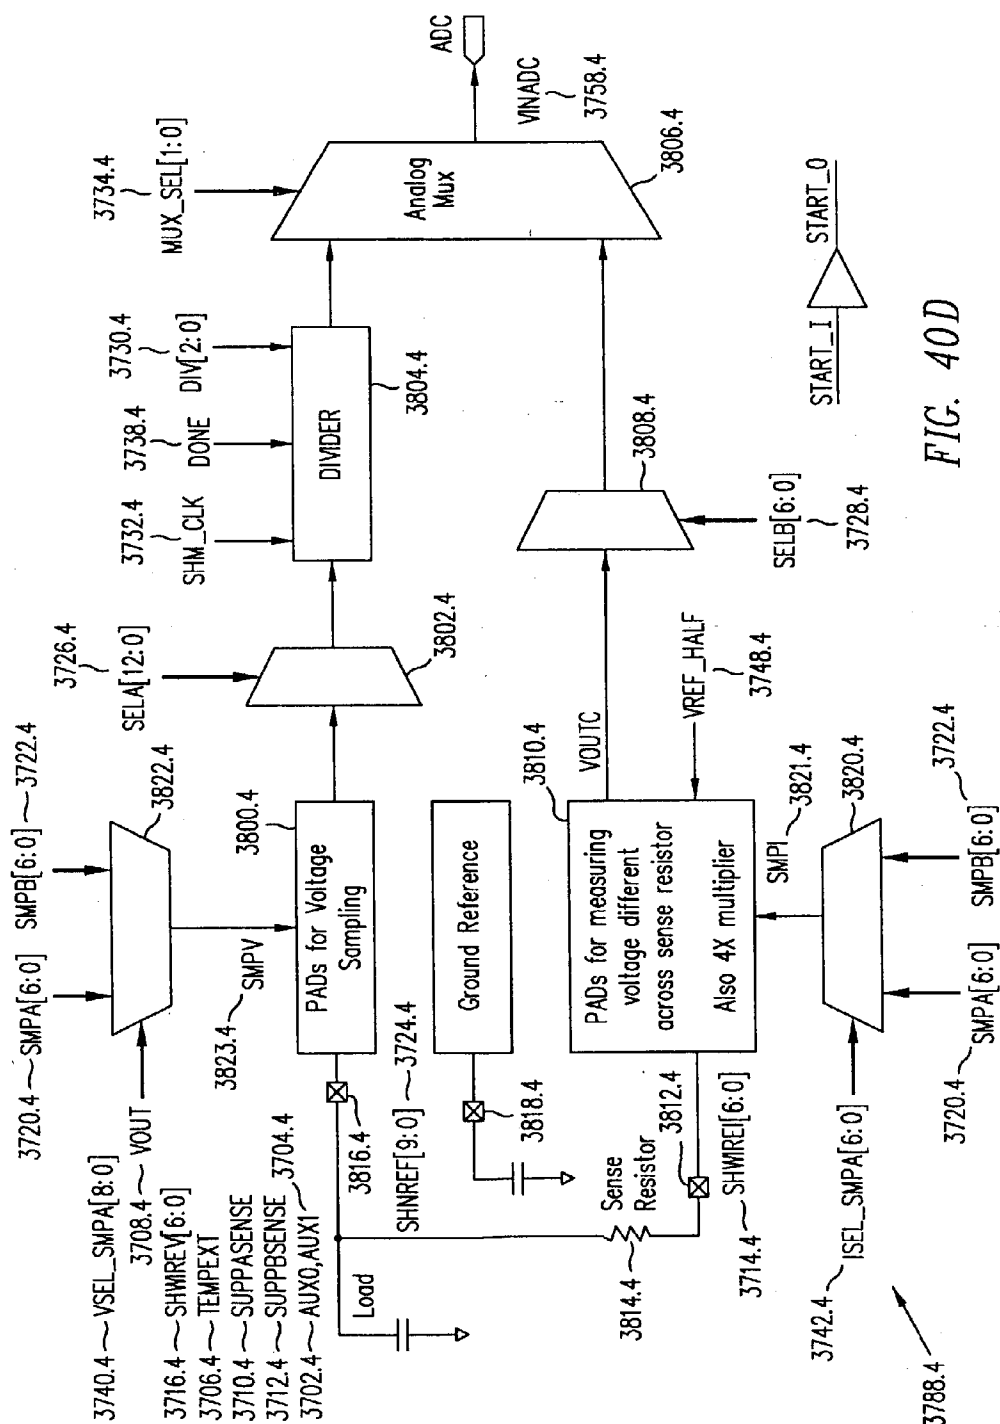 3740.4 VSEL_SMPA[8:0]
3708.4 VOUT
3716.4 SHWIREV[6:0]
3706.4 TEMPEXT
3710.4 SUPPASENSE
3712.4 SUPPBSENSE
3702.4 AUX0,AUX1 3704.4
3720.4 SMPA[6:0]
SMPB[6:0] 3722.4
3822.4
3823.4 SMPV
PADs for Voltage
Sampling
3800.4
3816.4
Load
SELA[12:0]
3726.4
3802.4
SHM_CLK
3732.4
DONE
3738.4
DIV[2:0]
3730.4
DIVIDER
3804.4
MUX_SEL[1:0]
3734.4
Analog
Mux
3806.4
ADC
VINADC
3758.4
SHNREF[9:0] 3724.4
Ground Reference
3818.4
Sense
Resistor
3814.4
3812.4
3714.4 SHWIREI[6:0]
PADs for measuring
voltage different
across sense resistor
Also 4X multiplier
3810.4
VOUTC
VREF_HALF
3748.4
SMPI
3821.4
3820.4
3742.4 ISEL_SMPA[6:0]
3720.4 SMPA[6:0]
SMPB[6:0] 3722.4
3808.4
SELB[6:0]
3728.4
START_I START_O
3788.4
FIG. 40D